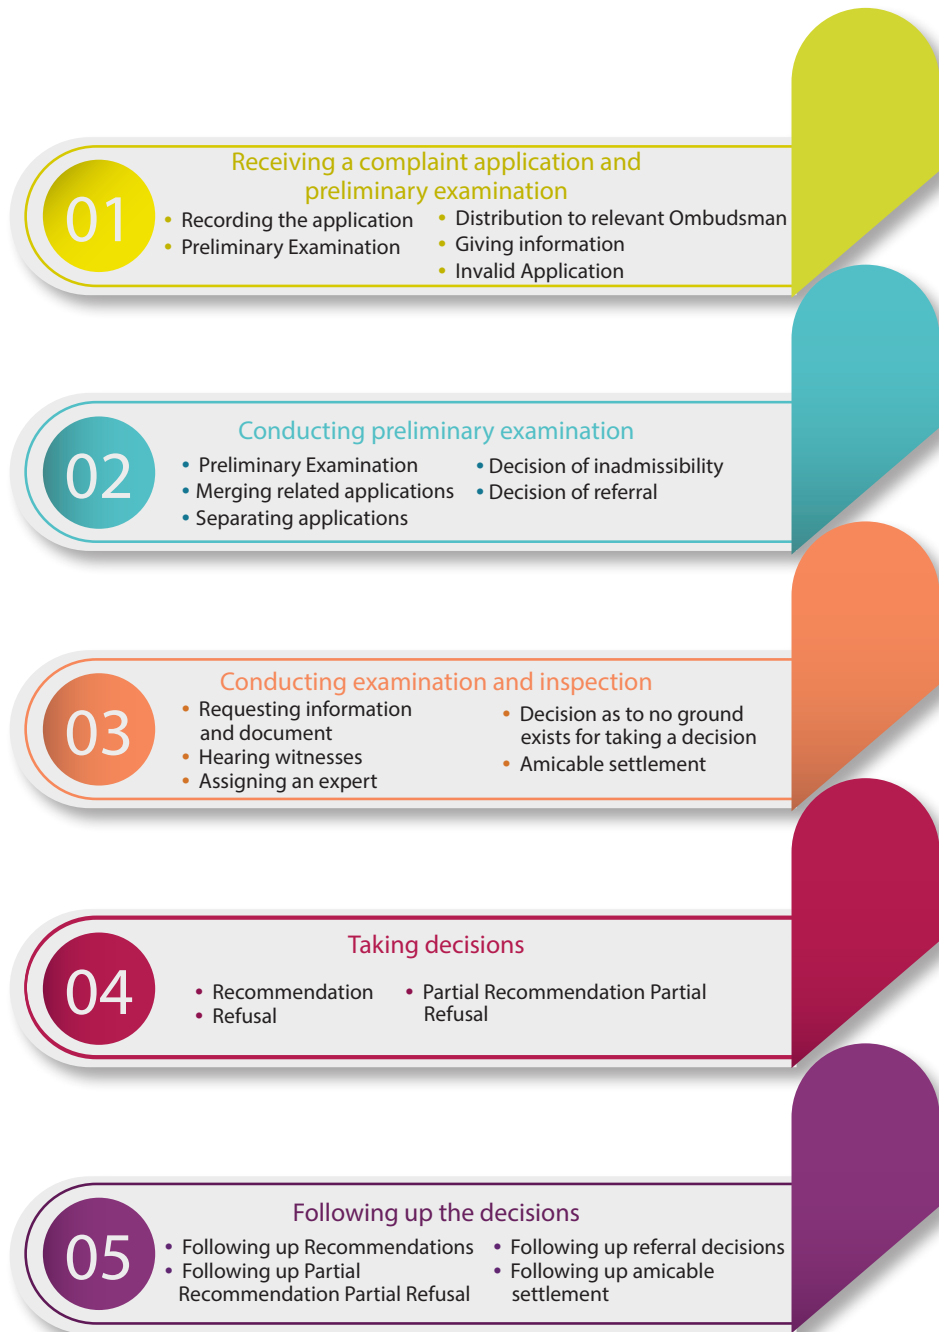 01
Receiving a complaint application and
preliminary examination
• Recording the application
• Preliminary Examination
• Distribution to relevant Ombudsman
• Giving information
• Invalid Application
02
Conducting preliminary examination
• Preliminary Examination
• Merging related applications
• Separating applications
• Decision of inadmissibility
• Decision of referral
03
Conducting examination and inspection
• Requesting information
and document
• Hearing witnesses
• Assigning an expert
• Decision as to no ground
exists for taking a decision
• Amicable settlement
04
Taking decisions
• Recommendation
• Refusal
• Partial Recommendation Partial
Refusal
05
Following up the decisions
• Following up Recommendations
• Following up Partial
Recommendation Partial Refusal
• Following up referral decisions
• Following up amicable
settlement